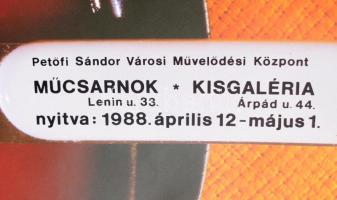 Petőfi Sándor Városi Művelődési Központ
MŰCSARNOK * KISGALÉRIA
Lenin u. 33. Árpád u. 44.
nyitva: 1988. április 12-május 1.